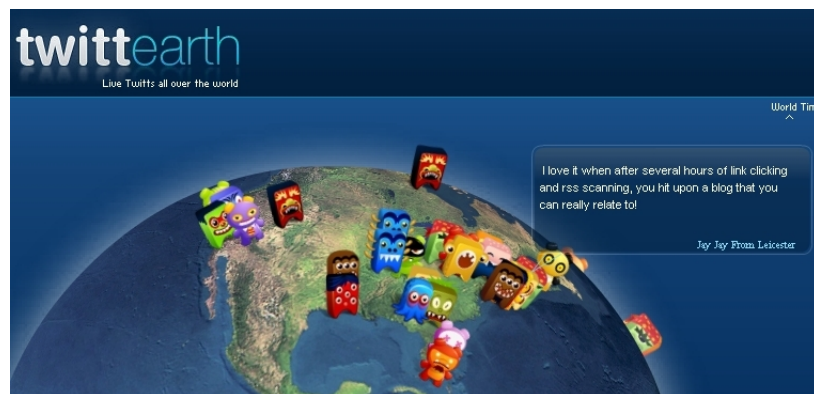 twittearth
Live Twitts all over the world
World Tim
I love it when after several hours of link clicking
and rss scanning, you hit upon a blog that you
can really relate to!
Jay Jay From Leicester